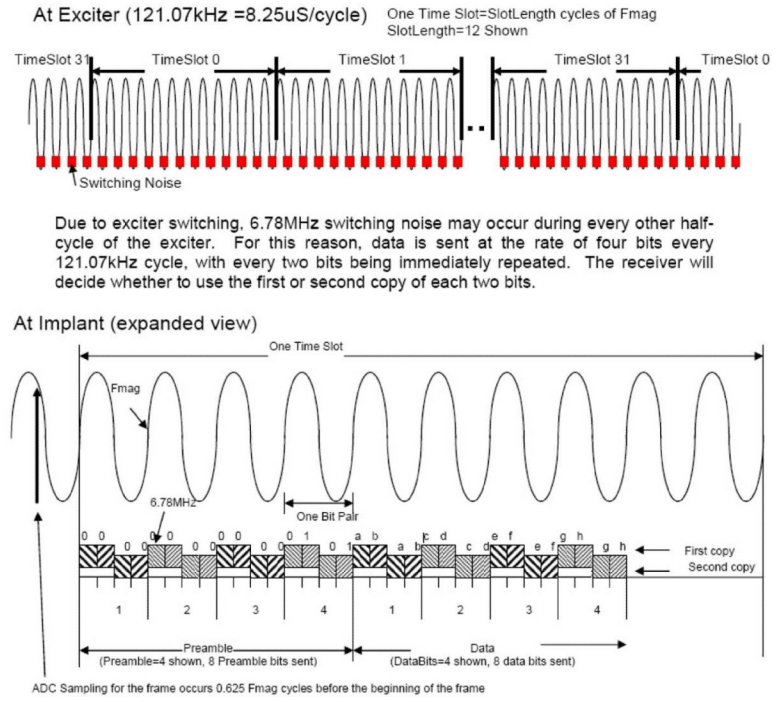 At Exciter (121.07kHz =8.25uS/cycle)
One Time Slot=SlotLength cycles of Fmag
SlotLength=12 Shown
TimeSlot 31
TimeSlot 0
TimeSlot 1
TimeSlot 31
TimeSlot 0
Switching Noise
Due to exciter switching, 6.78MHz switching noise may occur during every other half-
cycle of the exciter. For this reason, data is sent at the rate of four bits every
121.07kHz cycle, with every two bits being immediately repeated. The receiver will
decide whether to use the first or second copy of each two bits.
At Implant (expanded view)
One Time Slot
Fmag
6.78MHz
One Bit Pair
0 0 0 0 0 0 0 1 a b c d e f g h
First copy
0 0 0 0 0 0 0 1 a b c d e f g h
Second copy
1 2 3 4 1 2 3 4
Preamble
Data
(Preamble=4 shown, 8 Preamble bits sent)
(DataBits=4 shown, 8 data bits sent)
ADC Sampling for the frame occurs 0.625 Fmag cycles before the beginning of the frame